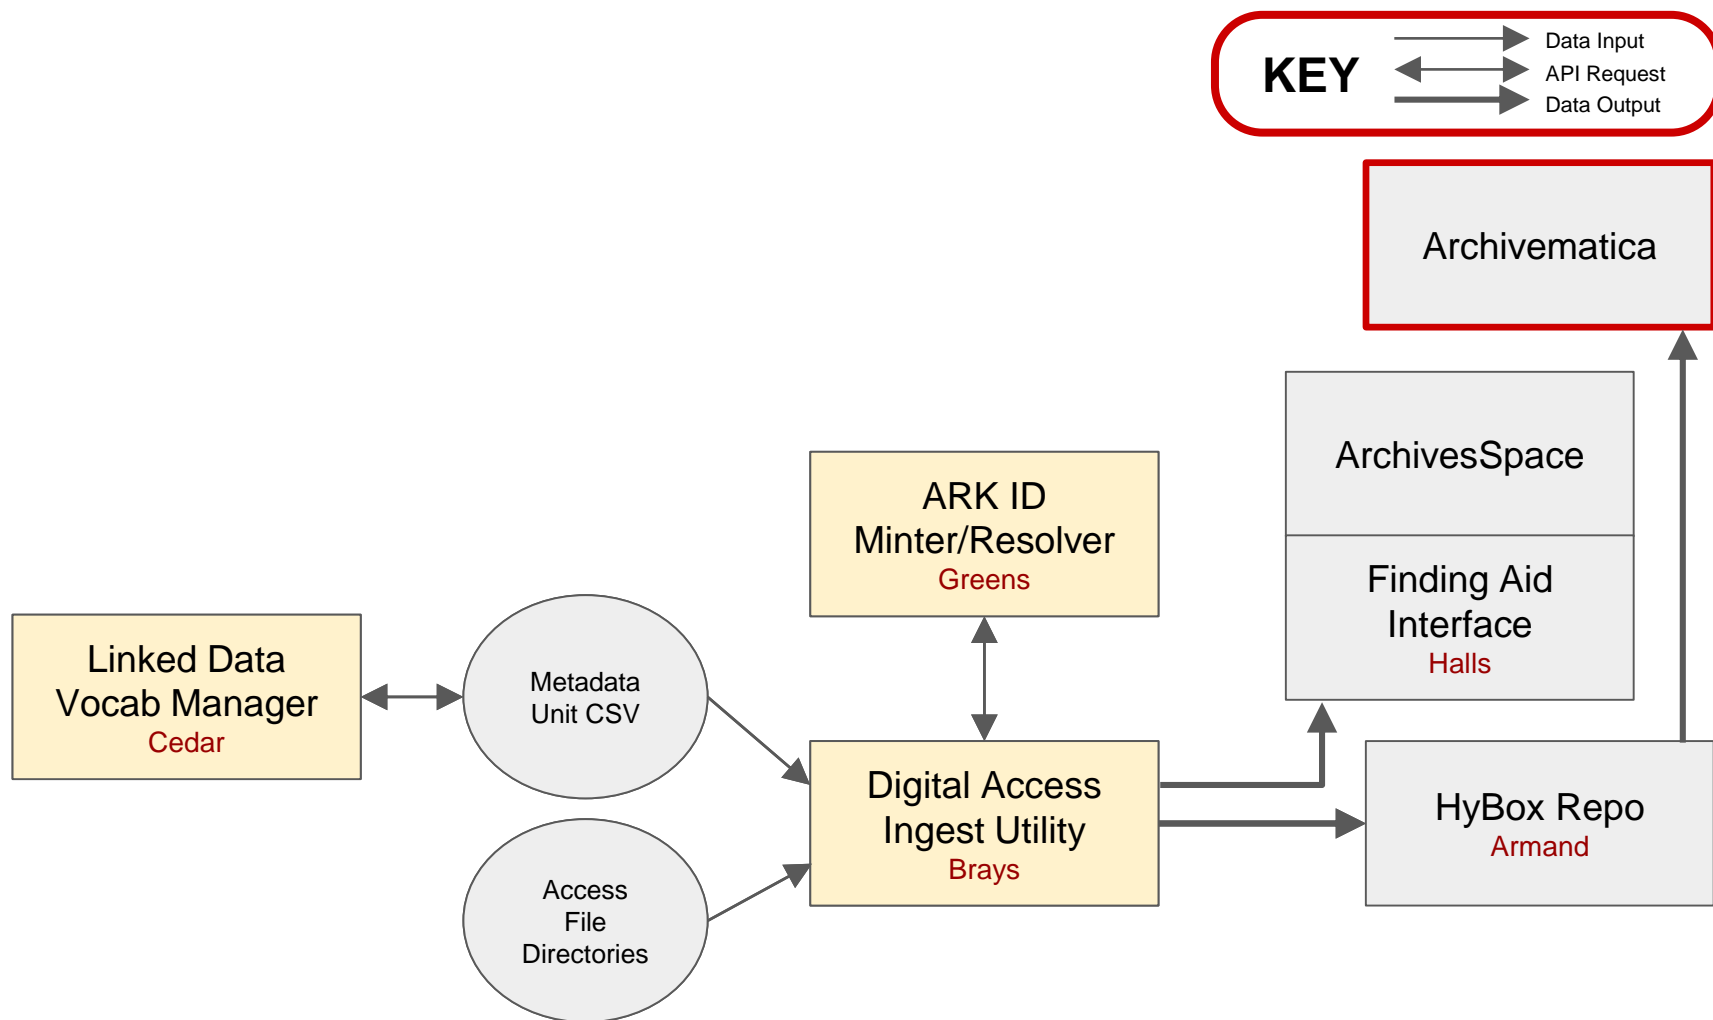 KEY
Data Input
API Request
Data Output
Archivematica
ArchivesSpace
ARK ID
Minter/Resolver
Greens
Finding Aid
Interface
Halls
Linked Data
Vocab Manager
Cedar
Metadata
Unit CSV
Digital Access
Ingest Utility
Brays
HyBox Repo
Armand
Access
File
Directories